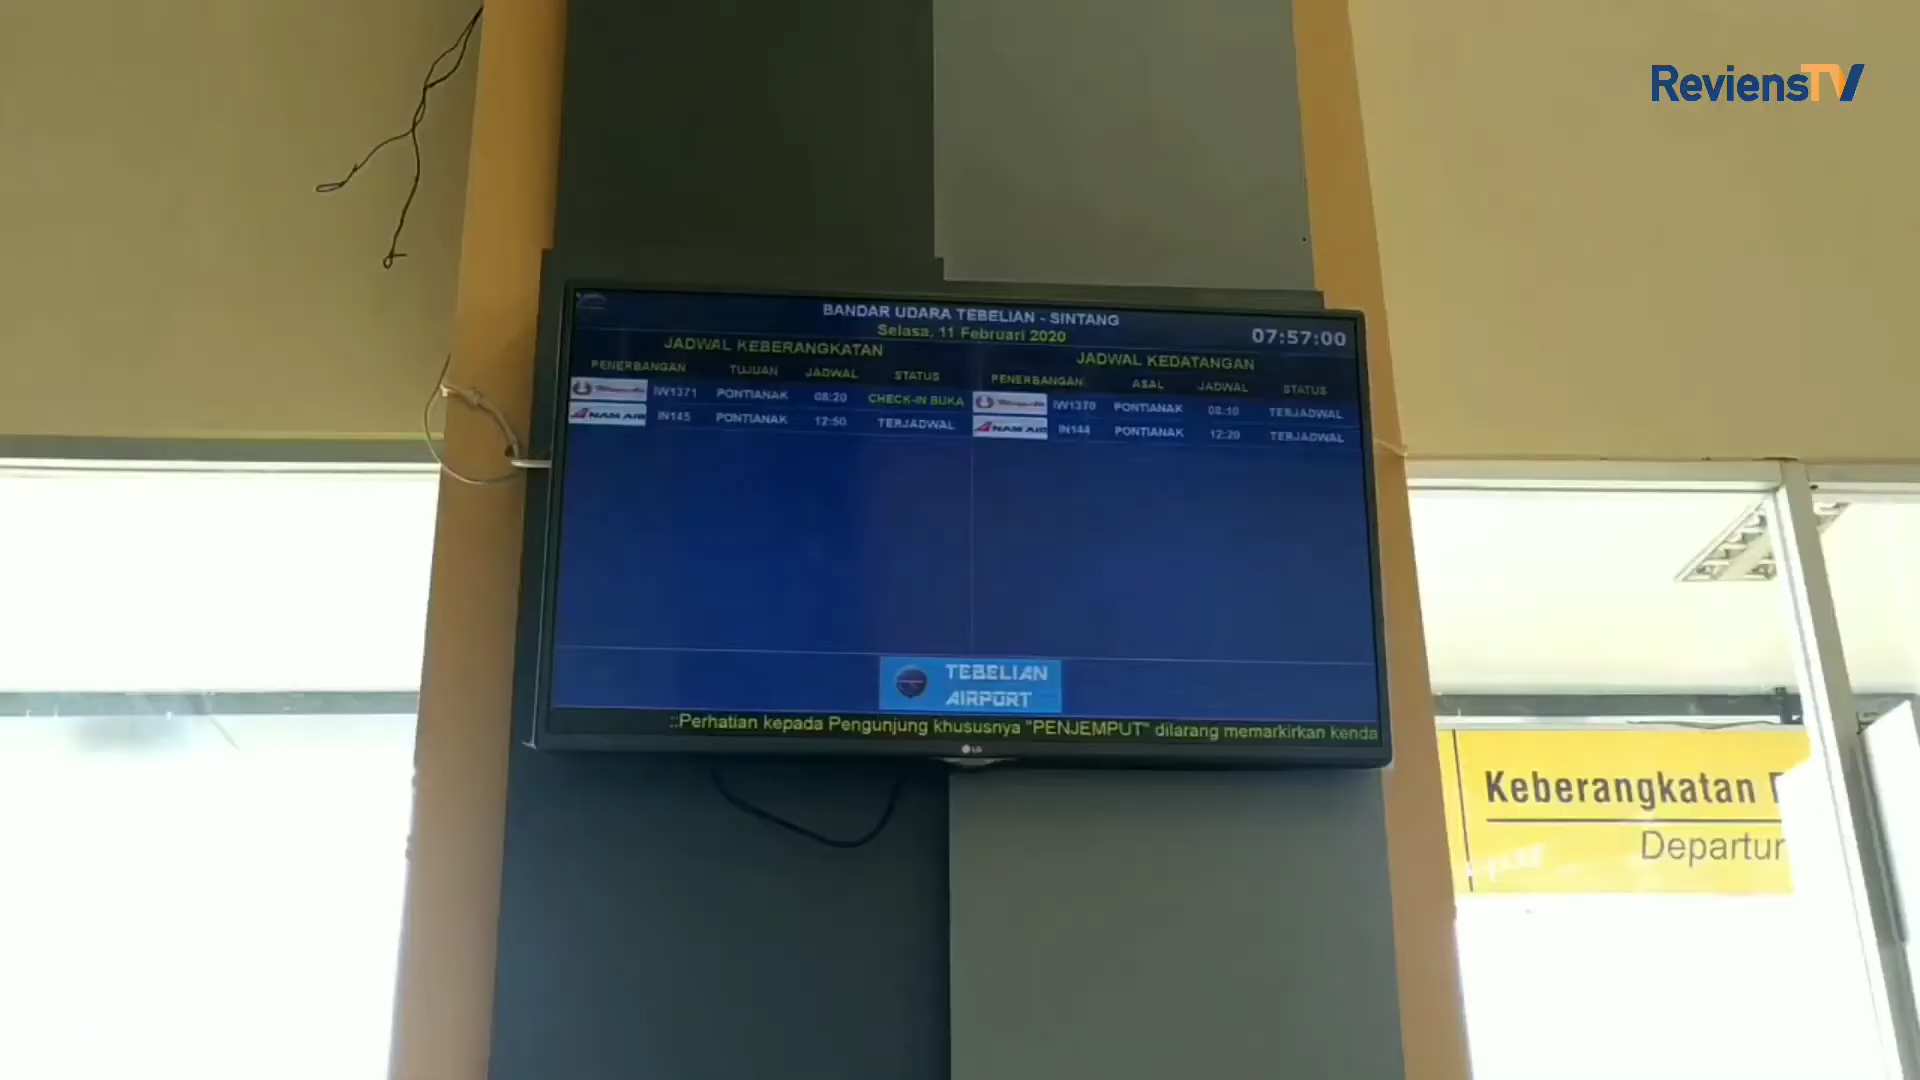 ReviensTV
BANDAR UDARA TEBELIAN - SINTANG
Selasa, 11 Februari 2020
07:57:00
JADWAL KEBERANGKATAN
PENERBANGAN TUJUAN JADWAL STATUS
IW1371 PONTIANAK 08:20 CHECK-IN BUKA
NAM AIR IN145 PONTIANAK 12:50 TERJADWAL
JADWAL KEDATANGAN
PENERBANGAN ASAL JADWAL STATUS
IW1370 PONTIANAK 08:10 TERJADWAL
NAM AIR IN144 PONTIANAK 12:20 TERJADWAL
TEBELIAN
AIRPORT
::Perhatian kepada Pengunjung khususnya "PENJEMPUT" dilarang memarkirkan kenda
LG
Keberangkatan
Departur